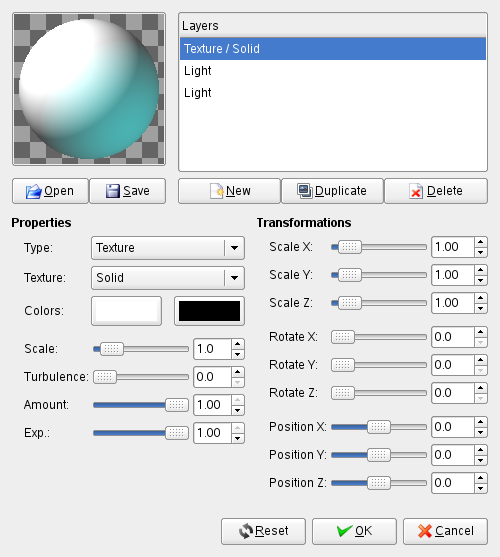 Layers
Texture / Solid
Light
Light
Open Save New Duplicate Delete
Properties Transformations
Type: Texture
Texture: Solid
Colors:
Scale: 1.0
Turbulence: 0.0
Amount: 1.00
Exp.: 1.00
Scale X: 1.00
Scale Y: 1.00
Scale Z: 1.00
Rotate X: 0.0
Rotate Y: 0.0
Rotate Z: 0.0
Position X: 0.0
Position Y: 0.0
Position Z: 0.0
Reset OK Cancel